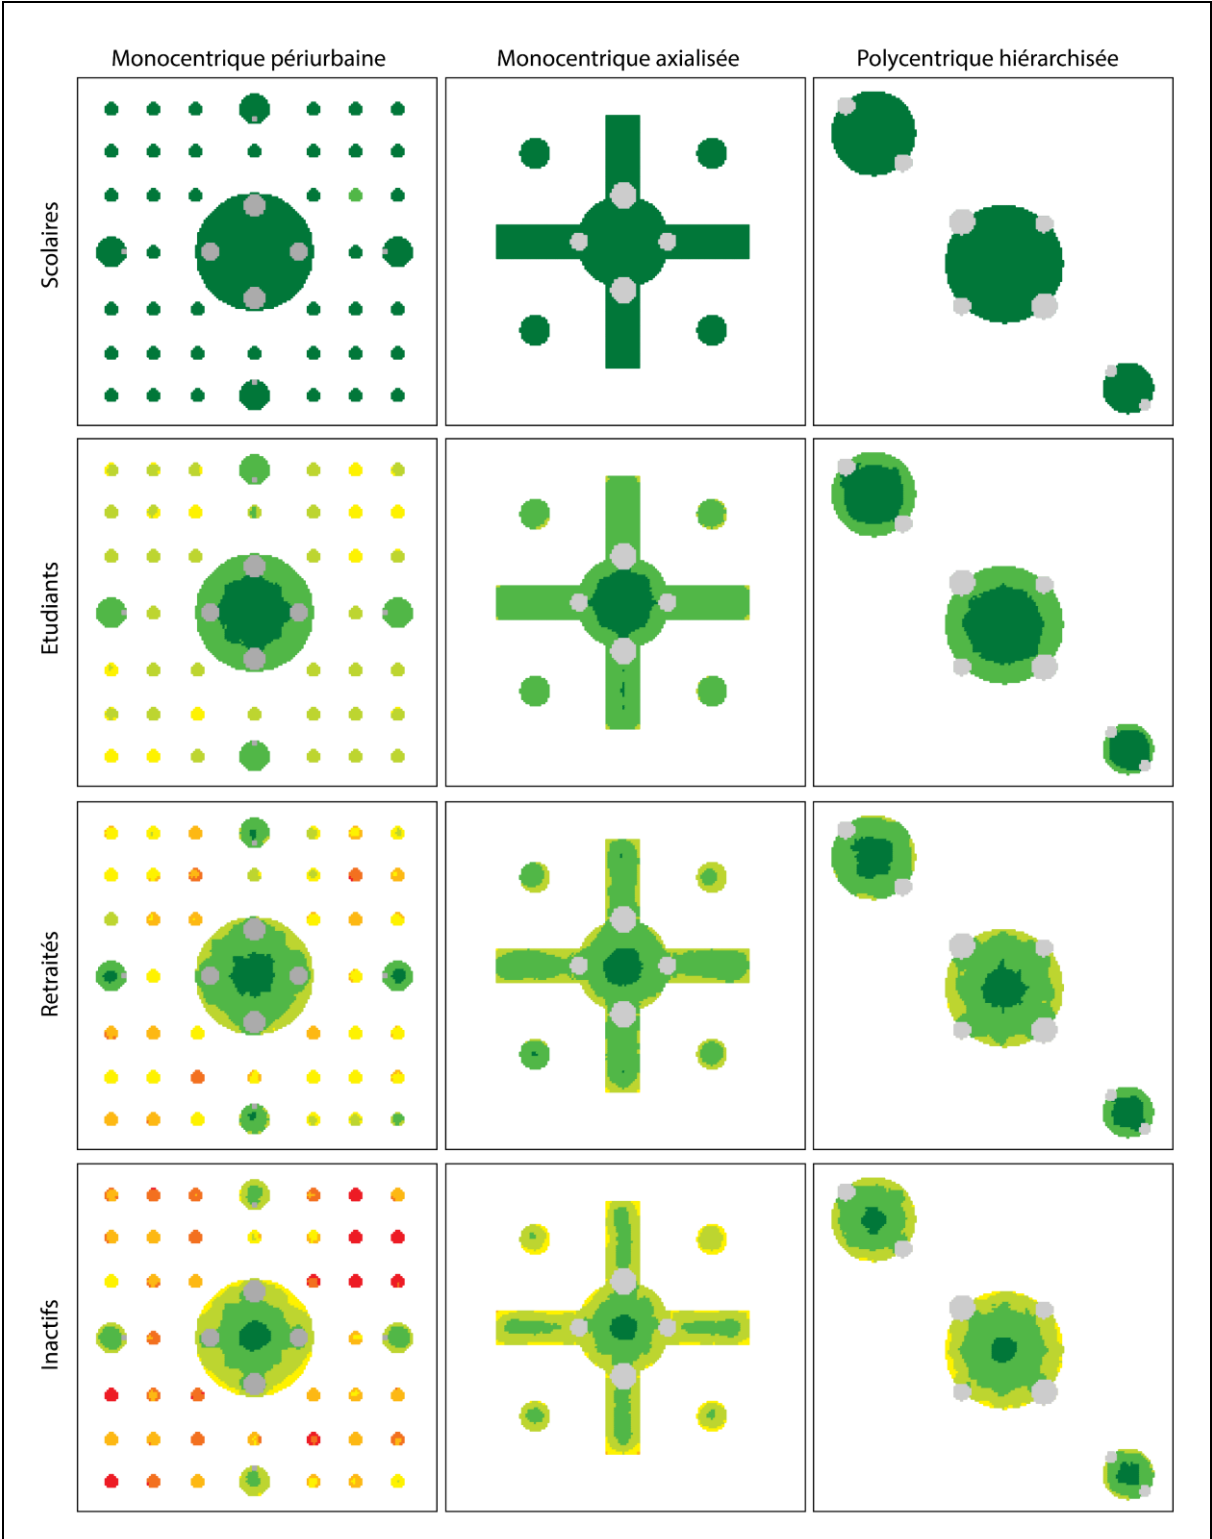 Monocentrique périurbaine
Monocentrique axialisée
Polycentrique hiérarchisée
Scolaires
Etudiants
Retraités
Inactifs